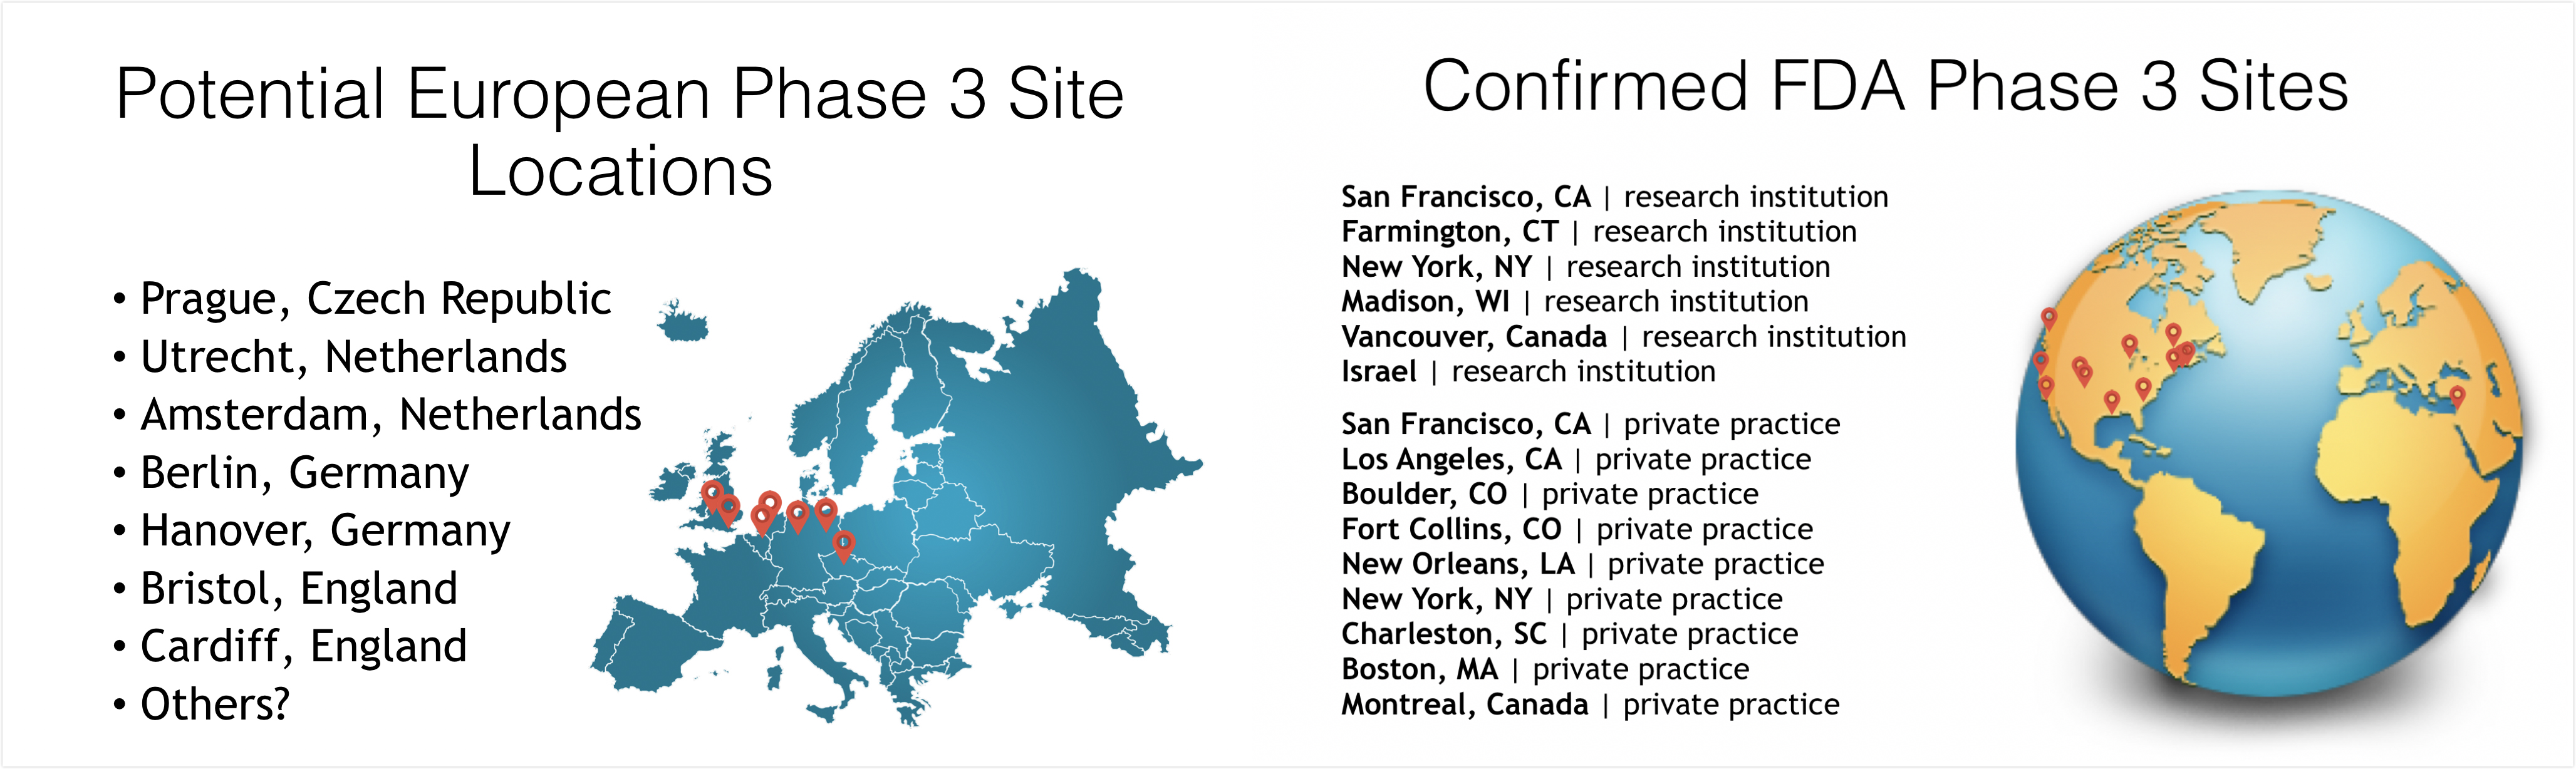 Potential European Phase 3 Site
Locations
• Prague, Czech Republic
• Utrecht, Netherlands
• Amsterdam, Netherlands
• Berlin, Germany
• Hanover, Germany
• Bristol, England
• Cardiff, England
• Others?
Confirmed FDA Phase 3 Sites
San Francisco, CA | research institution
Farmington, CT | research institution
New York, NY | research institution
Madison, WI | research institution
Vancouver, Canada | research institution
Israel | research institution
San Francisco, CA | private practice
Los Angeles, CA | private practice
Boulder, CO | private practice
Fort Collins, CO | private practice
New Orleans, LA | private practice
New York, NY | private practice
Charleston, SC | private practice
Boston, MA | private practice
Montreal, Canada | private practice